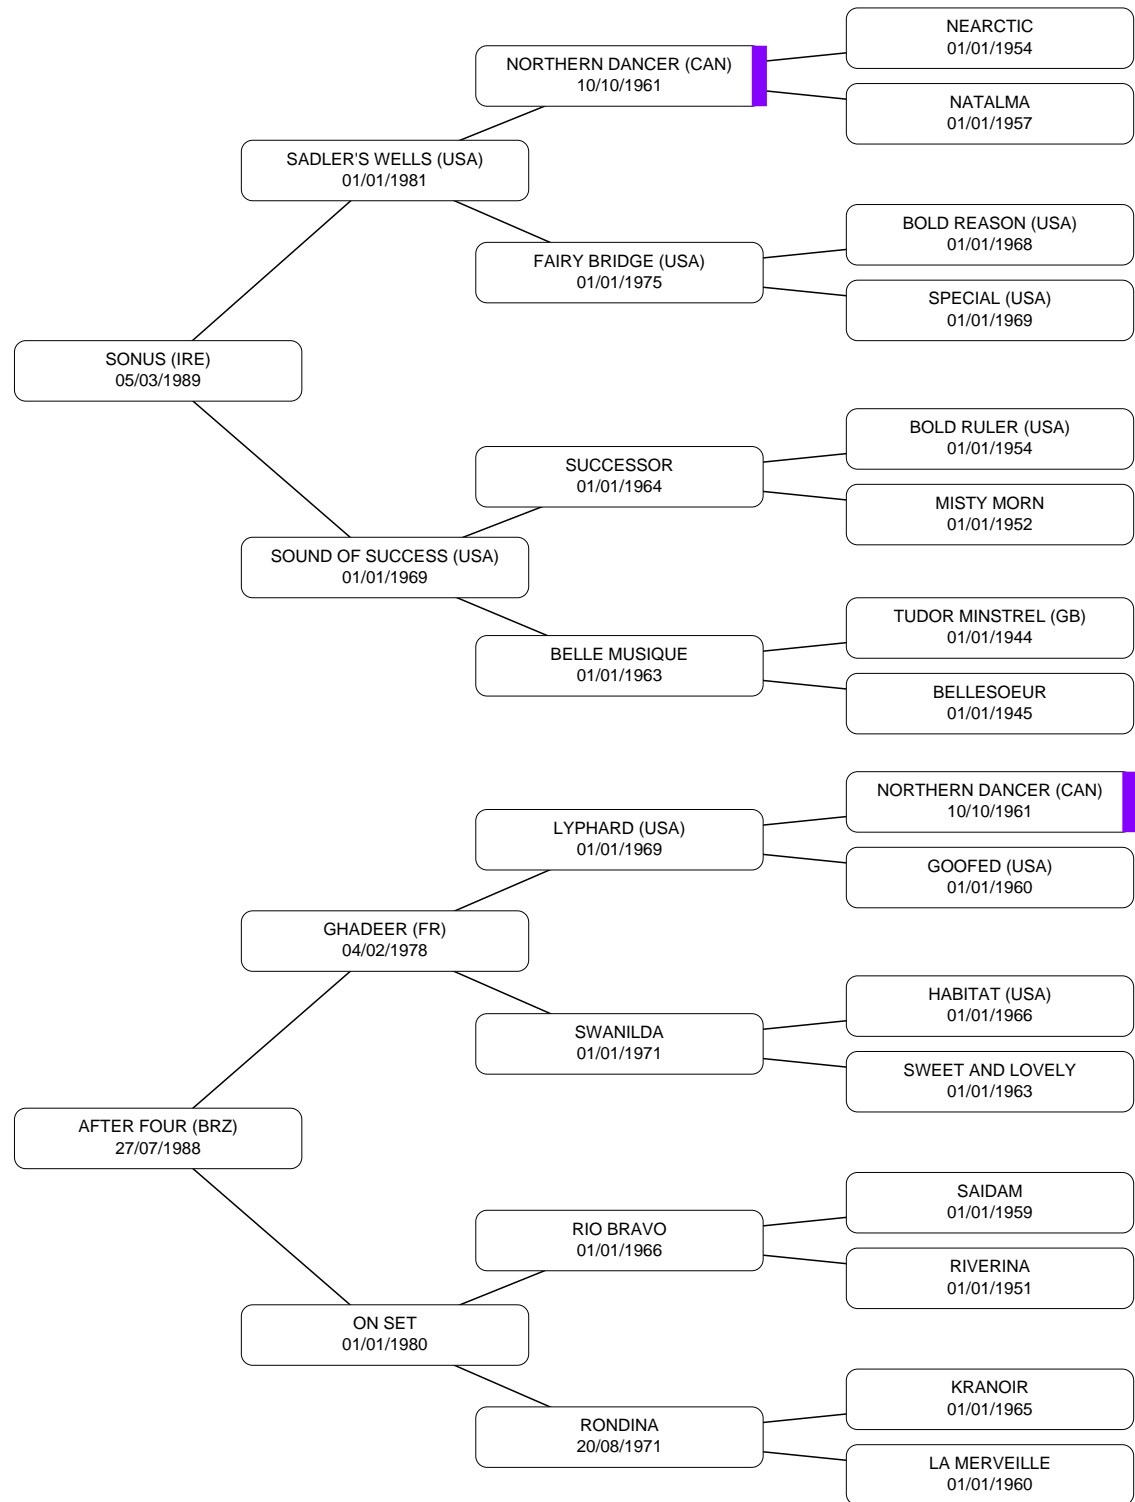 NEARCTIC
01/01/1954
NORTHERN DANCER (CAN)
10/10/1961
NATALMA
01/01/1957
SADLER'S WELLS (USA)
01/01/1981
BOLD REASON (USA)
01/01/1968
FAIRY BRIDGE (USA)
01/01/1975
SPECIAL (USA)
01/01/1969
SONUS (IRE)
05/03/1989
BOLD RULER (USA)
01/01/1954
SUCCESSOR
01/01/1964
MISTY MORN
01/01/1952
SOUND OF SUCCESS (USA)
01/01/1969
TUDOR MINSTREL (GB)
01/01/1944
BELLE MUSIQUE
01/01/1963
BELLESOEUR
01/01/1945
NORTHERN DANCER (CAN)
10/10/1961
LYPHARD (USA)
01/01/1969
GOOFED (USA)
01/01/1960
GHADEER (FR)
04/02/1978
HABITAT (USA)
01/01/1966
SWANILDA
01/01/1971
SWEET AND LOVELY
01/01/1963
AFTER FOUR (BRZ)
27/07/1988
SAIDAM
01/01/1959
RIO BRAVO
01/01/1966
RIVERINA
01/01/1951
ON SET
01/01/1980
KRANOIR
01/01/1965
RONDINA
20/08/1971
LA MERVEILLE
01/01/1960